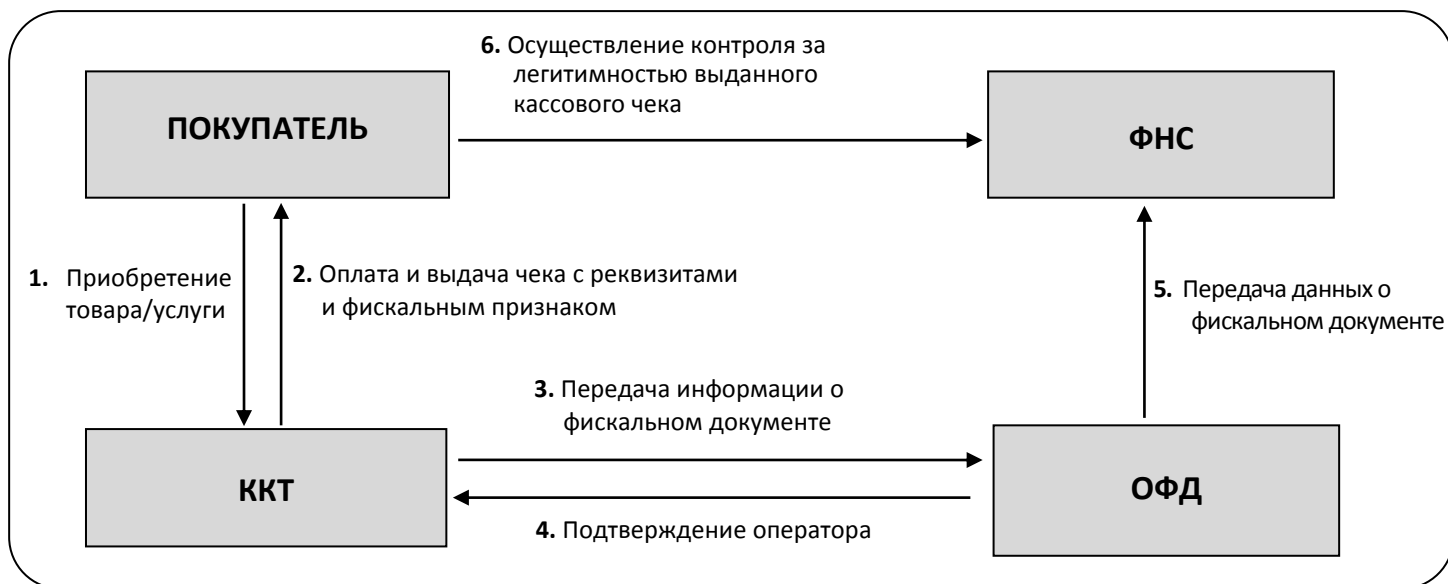 6. Осуществление контроля за
легитимностью выданного
кассового чека
ПОКУПАТЕЛЬ
ФНС
1. Приобретение
товара/услуги
2. Оплата и выдача чека с реквизитами
и фискальным признаком
5. Передача данных о
фискальном документе
3. Передача информации о
фискальном документе
ККТ
ОФД
4. Подтверждение оператора